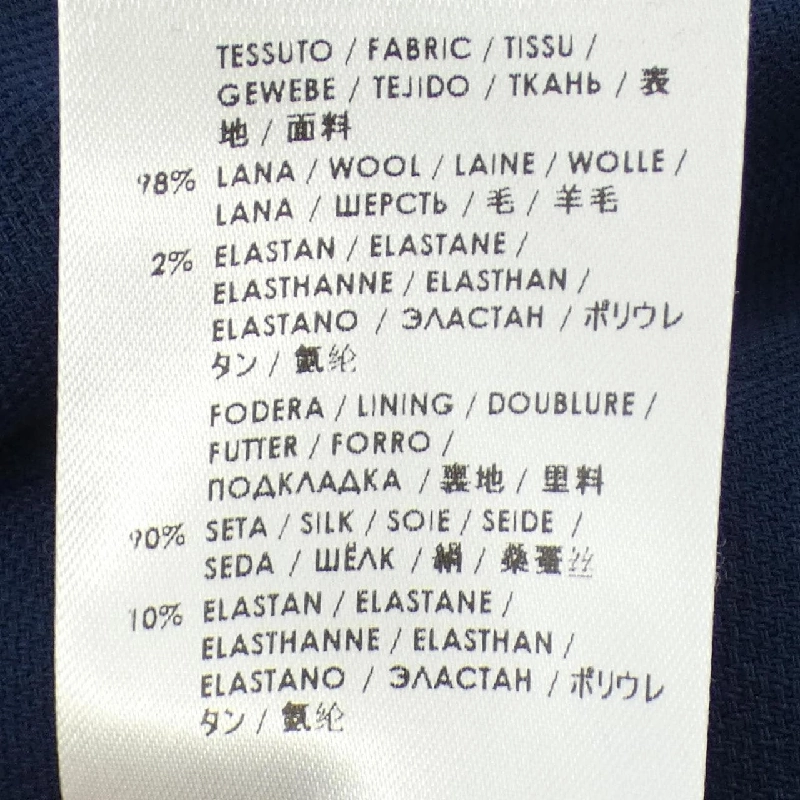 TESSUTO / FABRIC / TISSU /
GEWEBE / TEJIDO / ТКАНЬ / 表
地 / 面料
98% LANA / WOOL / LAINE / WOLLE /
LANA / ШЕРСТЬ / 毛 / 羊毛
2% ELASTAN / ELASTANE /
ELASTHANNE / ELASTHAN /
ELASTANO / ЭЛАСТАН / ポリウレ
タン / 氨纶
FODERA / LINING / DOUBLURE /
FUTTER / FORRO /
ПОДКЛАДКА / 裏地 / 里料
90% SETA / SILK / SOIE / SEIDE /
SEDA / ШЁЛК / 絹 / 桑蚕丝
10% ELASTAN / ELASTANE /
ELASTHANNE / ELASTHAN /
ELASTANO / ЭЛАСТАН / ポリウレ
タン / 氨纶